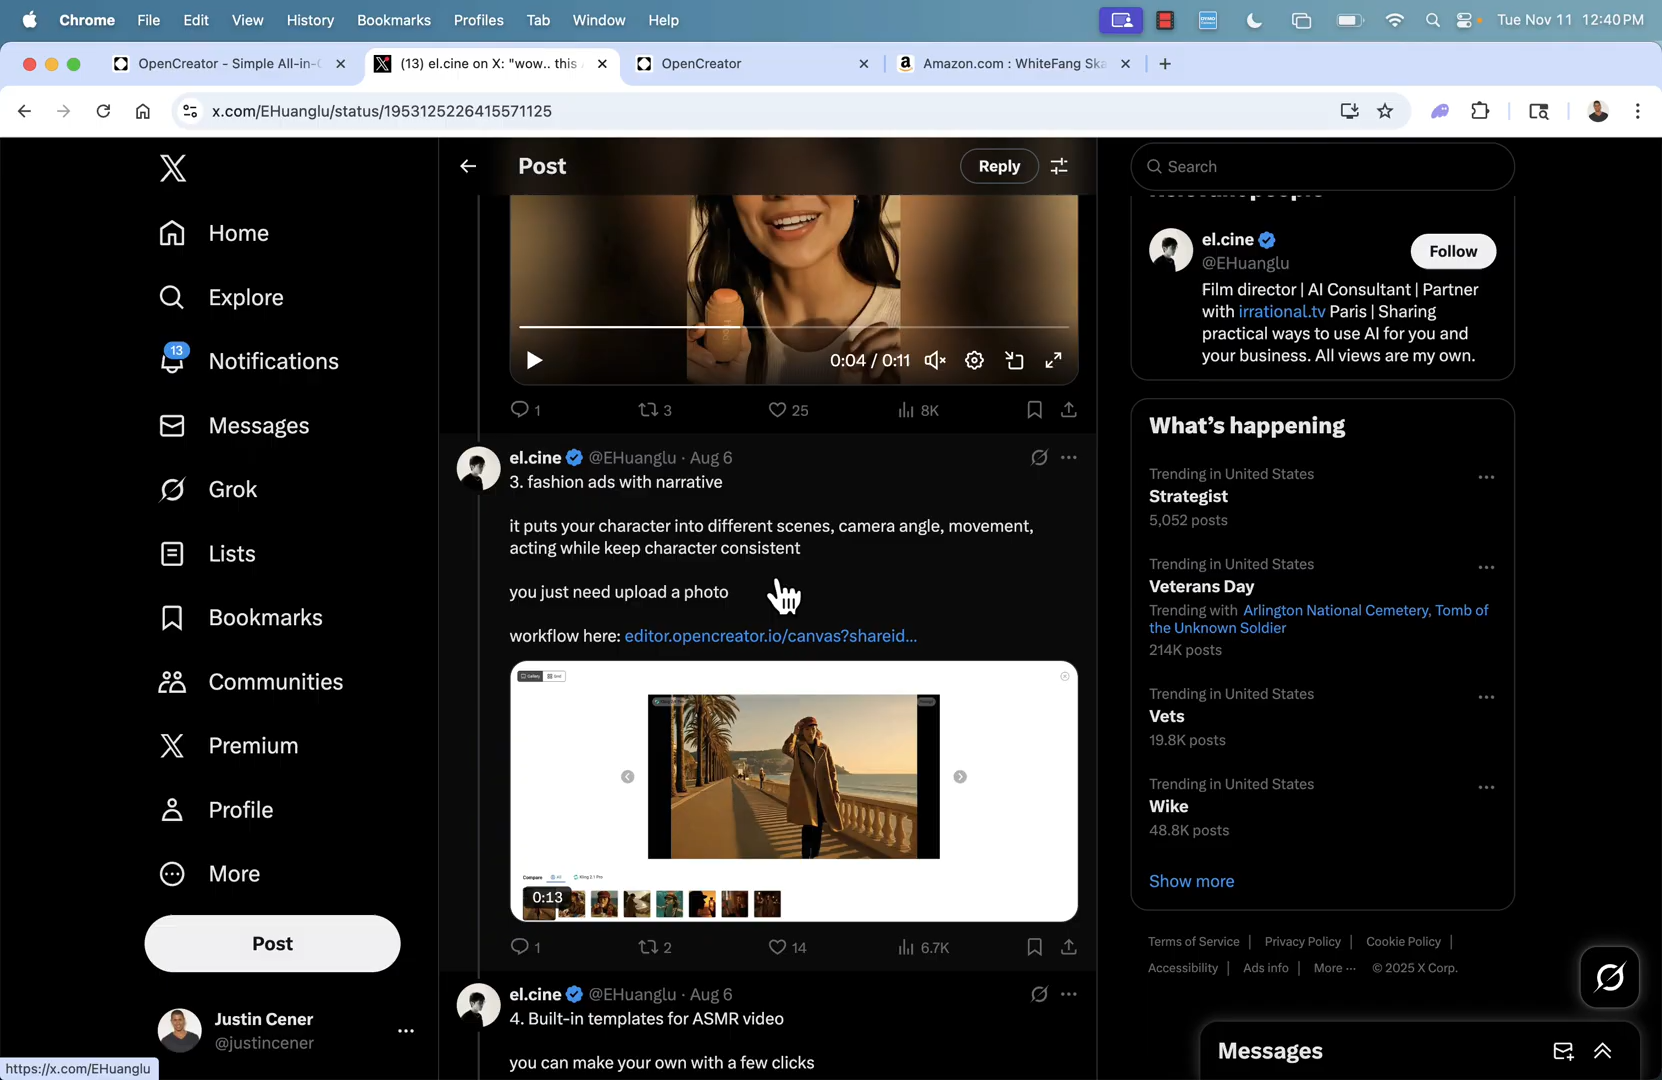 Chrome File Edit View History Bookmarks Profiles Tab Window Help
Tue Nov 11 12:40 PM
OpenCreator - Simple All-in-
(13) el.cine on X: "wow.. this
OpenCreator
Amazon.com : WhiteFang Ska
x.com/EHuanglu/status/1953125226415571125
Home
Explore
13
Notifications
Messages
Grok
Lists
Bookmarks
Communities
Premium
Profile
More
Post
Justin Cener
@justincener
https://x.com/EHuanglu
Post
Reply
0:04 / 0:11
1 3 25 8K
el.cine @EHuanglu · Aug 6
3. fashion ads with narrative
it puts your character into different scenes, camera angle, movement,
acting while keep character consistent
you just need upload a photo
workflow here: editor.opencreator.io/canvas?shareid...
Compare All Kling 2.1 Pro
0:13
1 2 14 6.7K
el.cine @EHuanglu · Aug 6
4. Built-in templates for ASMR video
you can make your own with a few clicks
Search
Relevant people
el.cine
@EHuanglu
Follow
Film director | AI Consultant | Partner
with irrational.tv Paris | Sharing
practical ways to use AI for you and
your business. All views are my own.
What's happening
Trending in United States
Strategist
5,052 posts
Trending in United States
Veterans Day
Trending with Arlington National Cemetery, Tomb of
the Unknown Soldier
214K posts
Trending in United States
Vets
19.8K posts
Trending in United States
Wike
48.8K posts
Show more
Terms of Service | Privacy Policy | Cookie Policy |
Accessibility | Ads info | More ··· © 2025 X Corp.
Messages